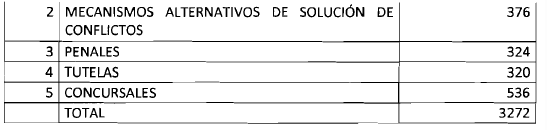 2 MECANISMOS ALTERNATIVOS DE SOLUCIÓN DE 376
CONFLICTOS
3 PENALES 324
4 TUTELAS 320
5 CONCURSALES 536
TOTAL 3272